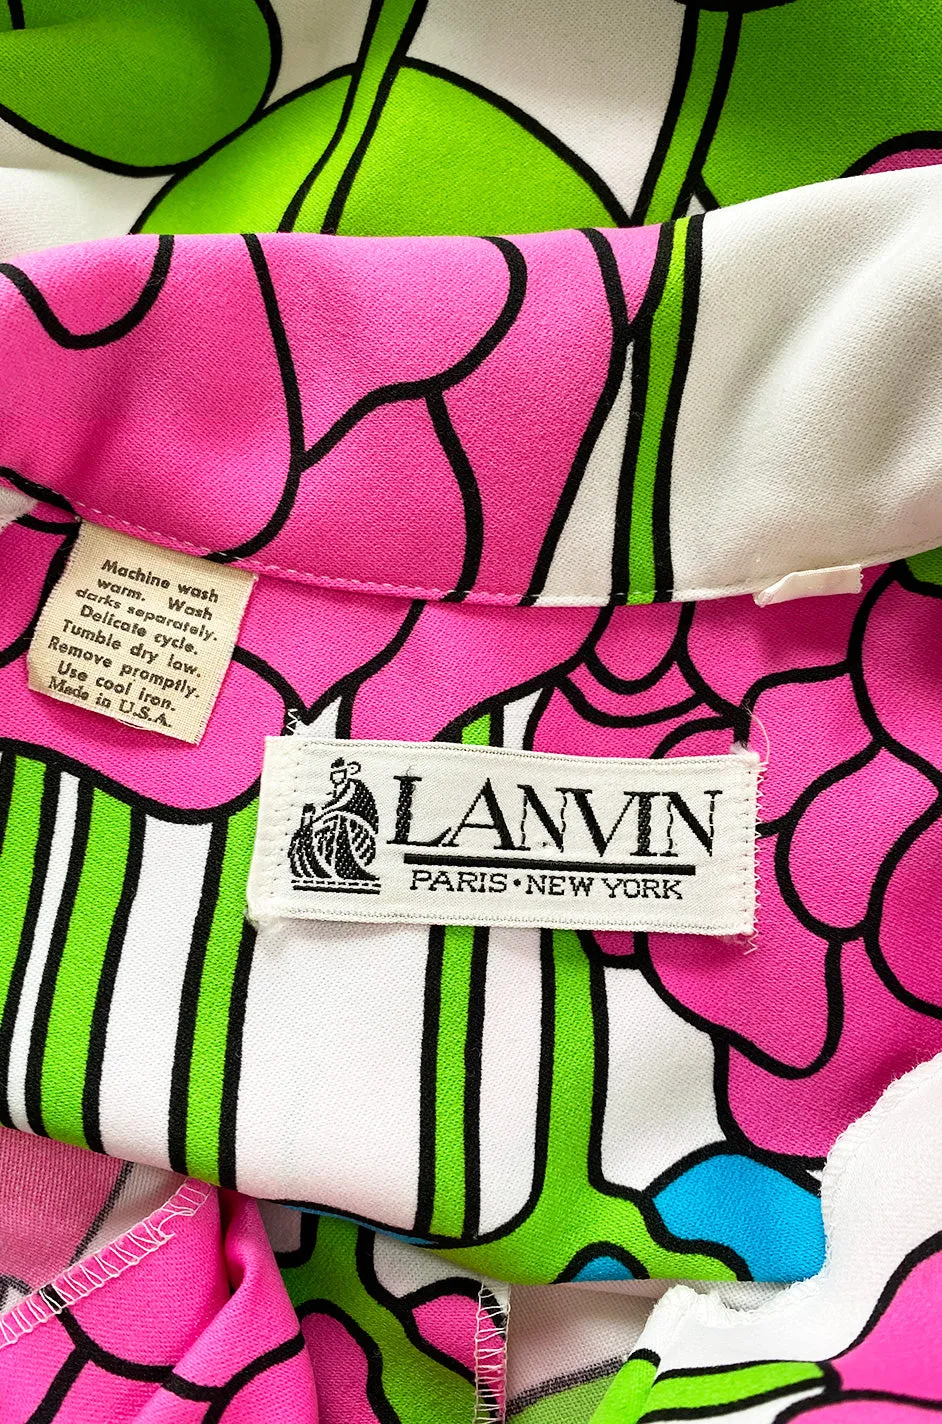 Machine wash
warm. Wash
darks separately.
Delicate cycle.
Tumble dry low.
Remove promptly.
Use cool iron.
Made in U.S.A.
LANVIN
PARIS • NEW YORK